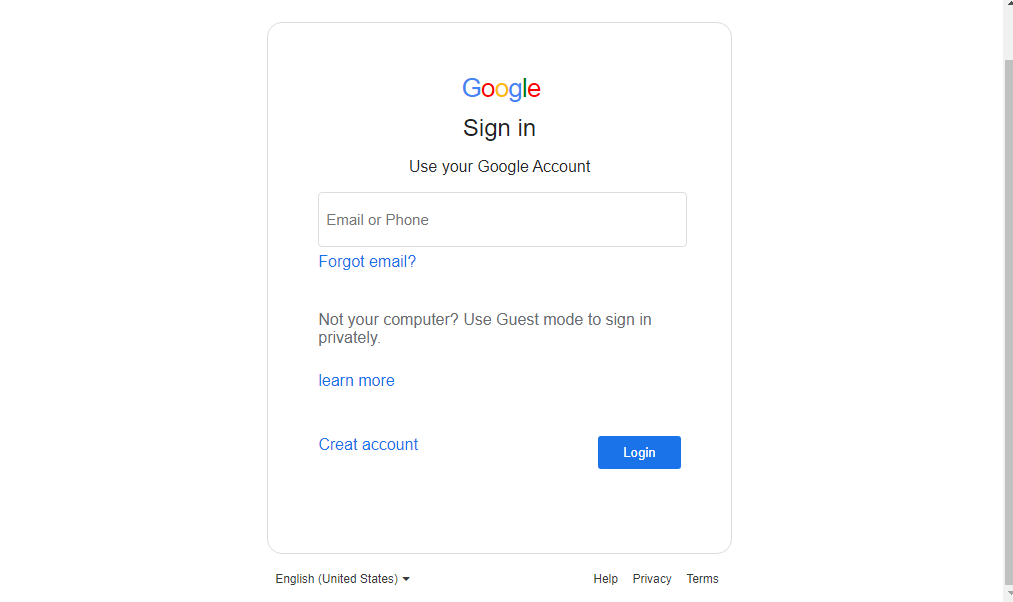 Google
Sign in
Use your Google Account
Email or Phone
Forgot email?
Not your computer? Use Guest mode to sign in
privately.
learn more
Creat account
Login
English (United States)
Help Privacy Terms